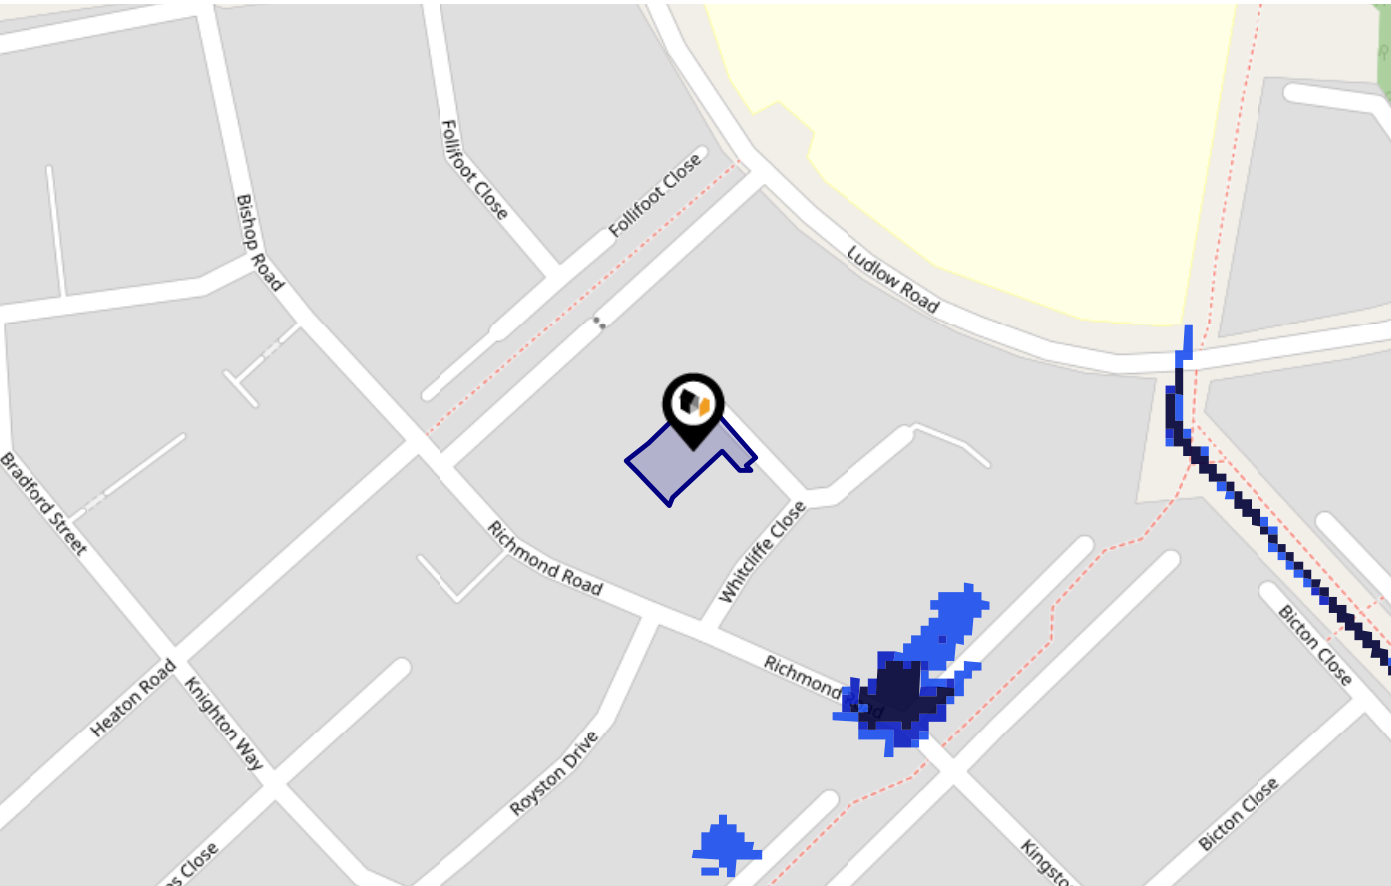 Follifoot Close
Follifoot Close
Bishop Road
Ludlow Road
Bradford Street
Richmond Road
Whitcliffe Close
Bicton Close
Heaton Road
Knighton Way
Richmond
Royston Drive
Bicton Close
Close